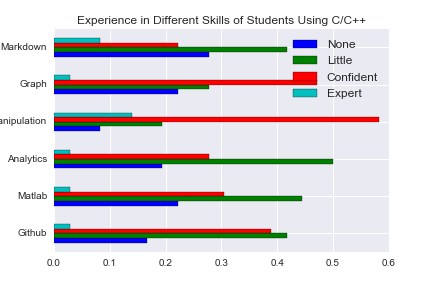 Experience in Different Skills of Students Using C/C++
None
Little
Confident
Expert
Markdown
Graph
anipulation
Analytics
Matlab
Github
0.0 0.1 0.2 0.3 0.4 0.5 0.6